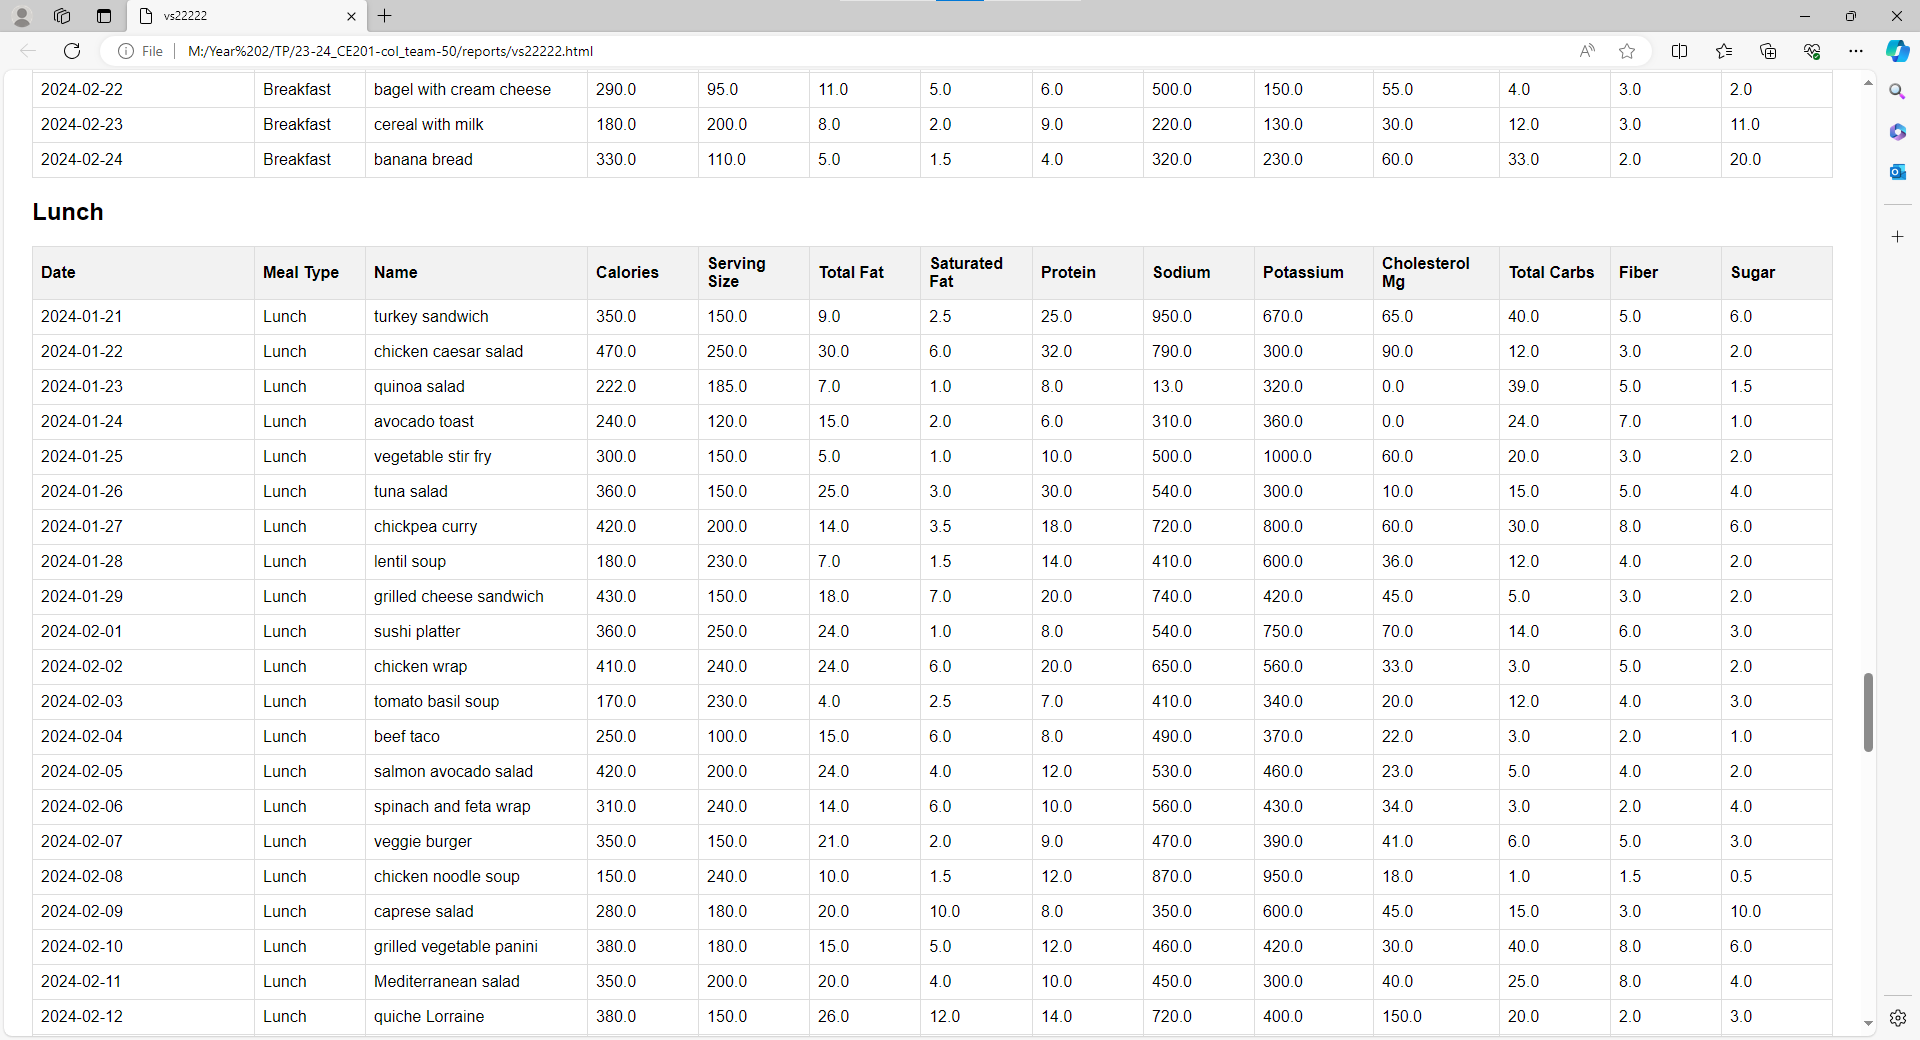 vs22222
File M:/Year%202/TP/23-24_CE201-col_team-50/reports/vs22222.html
2024-02-22 Breakfast bagel with cream cheese 290.0 95.0 11.0 5.0 6.0 500.0 150.0 55.0 4.0 3.0 2.0
2024-02-23 Breakfast cereal with milk 180.0 200.0 8.0 2.0 9.0 220.0 130.0 30.0 12.0 3.0 11.0
2024-02-24 Breakfast banana bread 330.0 110.0 5.0 1.5 4.0 320.0 230.0 60.0 33.0 2.0 20.0
Lunch
Date Meal Type Name Calories Serving Size Total Fat Saturated Fat Protein Sodium Potassium Cholesterol Mg Total Carbs Fiber Sugar
2024-01-21 Lunch turkey sandwich 350.0 150.0 9.0 2.5 25.0 950.0 670.0 65.0 40.0 5.0 6.0
2024-01-22 Lunch chicken caesar salad 470.0 250.0 30.0 6.0 32.0 790.0 300.0 90.0 12.0 3.0 2.0
2024-01-23 Lunch quinoa salad 222.0 185.0 7.0 1.0 8.0 13.0 320.0 0.0 39.0 5.0 1.5
2024-01-24 Lunch avocado toast 240.0 120.0 15.0 2.0 6.0 310.0 360.0 0.0 24.0 7.0 1.0
2024-01-25 Lunch vegetable stir fry 300.0 150.0 5.0 1.0 10.0 500.0 1000.0 60.0 20.0 3.0 2.0
2024-01-26 Lunch tuna salad 360.0 150.0 25.0 3.0 30.0 540.0 300.0 10.0 15.0 5.0 4.0
2024-01-27 Lunch chickpea curry 420.0 200.0 14.0 3.5 18.0 720.0 800.0 60.0 30.0 8.0 6.0
2024-01-28 Lunch lentil soup 180.0 230.0 7.0 1.5 14.0 410.0 600.0 36.0 12.0 4.0 2.0
2024-01-29 Lunch grilled cheese sandwich 430.0 150.0 18.0 7.0 20.0 740.0 420.0 45.0 5.0 3.0 2.0
2024-02-01 Lunch sushi platter 360.0 250.0 24.0 1.0 8.0 540.0 750.0 70.0 14.0 6.0 3.0
2024-02-02 Lunch chicken wrap 410.0 240.0 24.0 6.0 20.0 650.0 560.0 33.0 3.0 5.0 2.0
2024-02-03 Lunch tomato basil soup 170.0 230.0 4.0 2.5 7.0 410.0 340.0 20.0 12.0 4.0 3.0
2024-02-04 Lunch beef taco 250.0 100.0 15.0 6.0 8.0 490.0 370.0 22.0 3.0 2.0 1.0
2024-02-05 Lunch salmon avocado salad 420.0 200.0 24.0 4.0 12.0 530.0 460.0 23.0 5.0 4.0 2.0
2024-02-06 Lunch spinach and feta wrap 310.0 240.0 14.0 6.0 10.0 560.0 430.0 34.0 3.0 2.0 4.0
2024-02-07 Lunch veggie burger 350.0 150.0 21.0 2.0 9.0 470.0 390.0 41.0 6.0 5.0 3.0
2024-02-08 Lunch chicken noodle soup 150.0 240.0 10.0 1.5 12.0 870.0 950.0 18.0 1.0 1.5 0.5
2024-02-09 Lunch caprese salad 280.0 180.0 20.0 10.0 8.0 350.0 600.0 45.0 15.0 3.0 10.0
2024-02-10 Lunch grilled vegetable panini 380.0 180.0 15.0 5.0 12.0 460.0 420.0 30.0 40.0 8.0 6.0
2024-02-11 Lunch Mediterranean salad 350.0 200.0 20.0 4.0 10.0 450.0 300.0 40.0 25.0 8.0 4.0
2024-02-12 Lunch quiche Lorraine 380.0 150.0 26.0 12.0 14.0 720.0 400.0 150.0 20.0 2.0 3.0